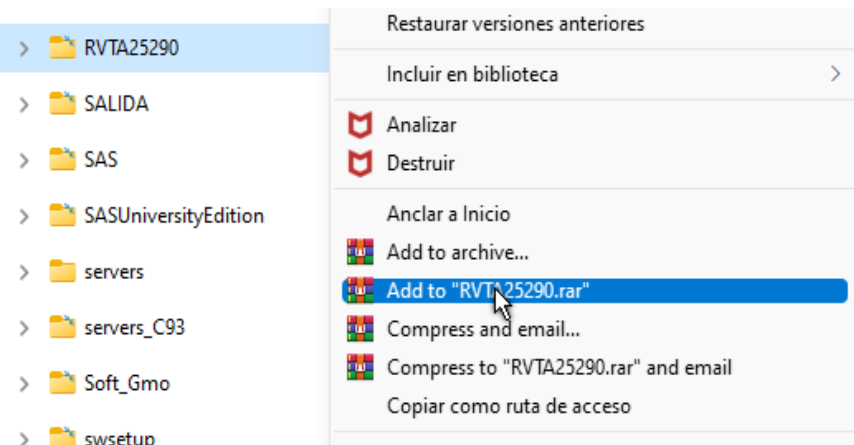 RVTA25290
SALIDA
SAS
SASUniversityEdition
servers
servers_C93
Soft_Gmo
swsetup
Restaurar versiones anteriores
Incluir en biblioteca
Analizar
Destruir
Anclar a Inicio
Add to archive...
Add to "RVTA25290.rar"
Compress and email...
Compress to "RVTA25290.rar" and email
Copiar como ruta de acceso